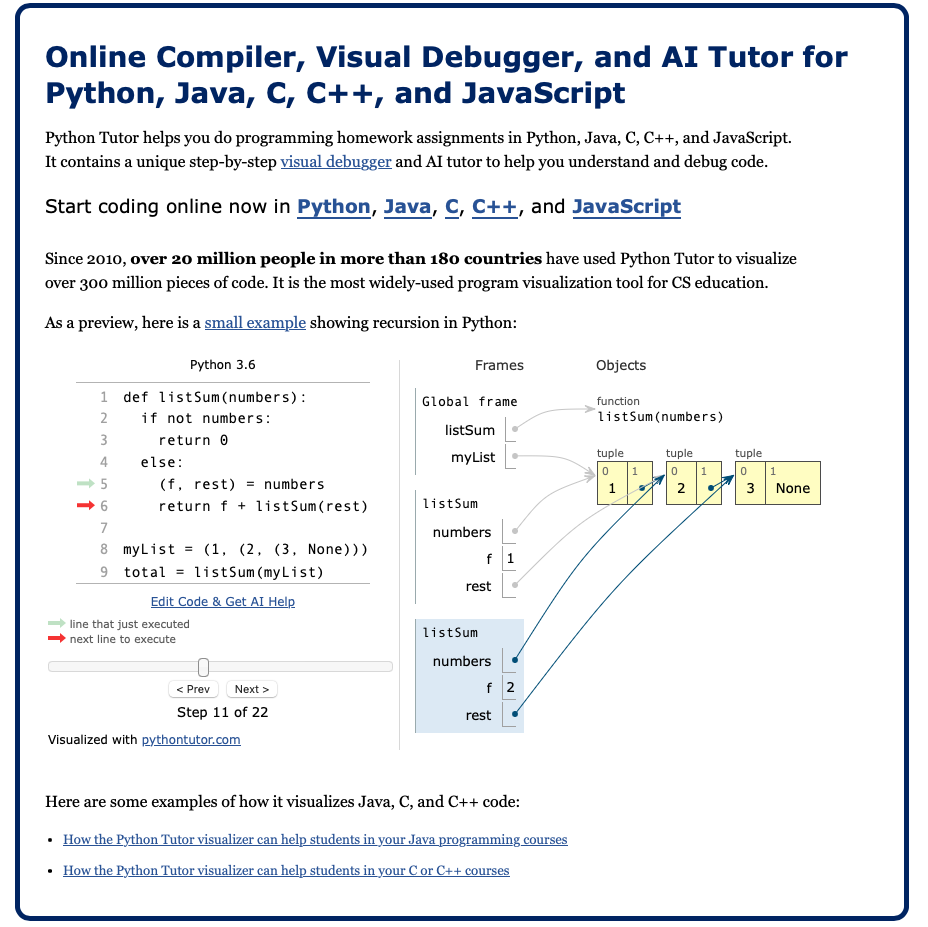 Online Compiler, Visual Debugger, and AI Tutor for
Python, Java, C, C++, and JavaScript
Python Tutor helps you do programming homework assignments in Python, Java, C, C++, and JavaScript.
It contains a unique step-by-step visual debugger and AI tutor to help you understand and debug code.
Start coding online now in Python, Java, C, C++, and JavaScript
Since 2010, over 20 million people in more than 180 countries have used Python Tutor to visualize
over 300 million pieces of code. It is the most widely-used program visualization tool for CS education.
As a preview, here is a small example showing recursion in Python:
Python 3.6
1 def listSum(numbers):
2   if not numbers:
3     return 0
4   else:
5     (f, rest) = numbers
6     return f + listSum(rest)
7
8 myList = (1, (2, (3, None)))
9 total = listSum(myList)
Edit Code & Get AI Help
line that just executed
next line to execute
< Prev Next >
Step 11 of 22
Visualized with pythontutor.com
Frames Objects
Global frame
listSum
myList
function
listSum(numbers)
tuple tuple tuple
0 1 0 1 0 1
1 2 3 None
listSum
numbers
f 1
rest
listSum
numbers
f 2
rest
Here are some examples of how it visualizes Java, C, and C++ code:
• How the Python Tutor visualizer can help students in your Java programming courses
• How the Python Tutor visualizer can help students in your C or C++ courses